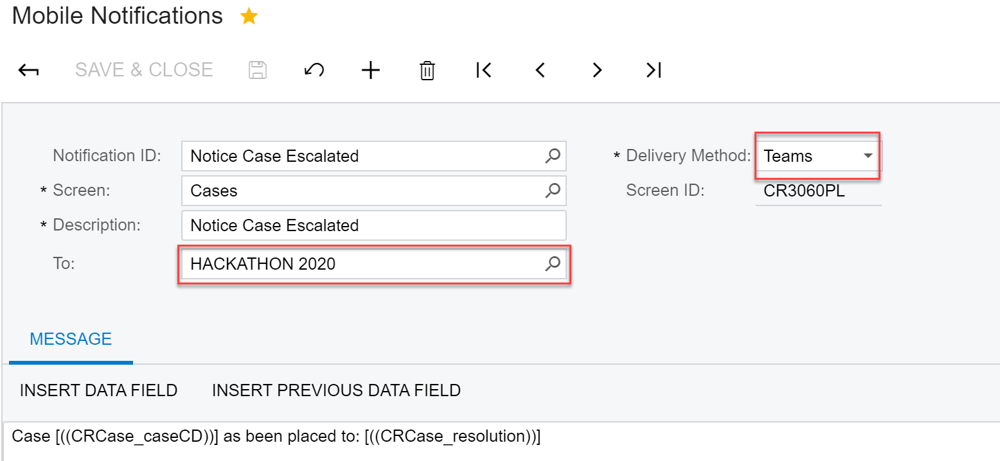 Mobile Notifications
SAVE & CLOSE
Notification ID: Notice Case Escalated * Delivery Method: Teams
* Screen: Cases Screen ID: CR3060PL
* Description: Notice Case Escalated
To: HACKATHON 2020
MESSAGE
INSERT DATA FIELD INSERT PREVIOUS DATA FIELD
Case [((CRCase_caseCD))] as been placed to: [((CRCase_resolution))]